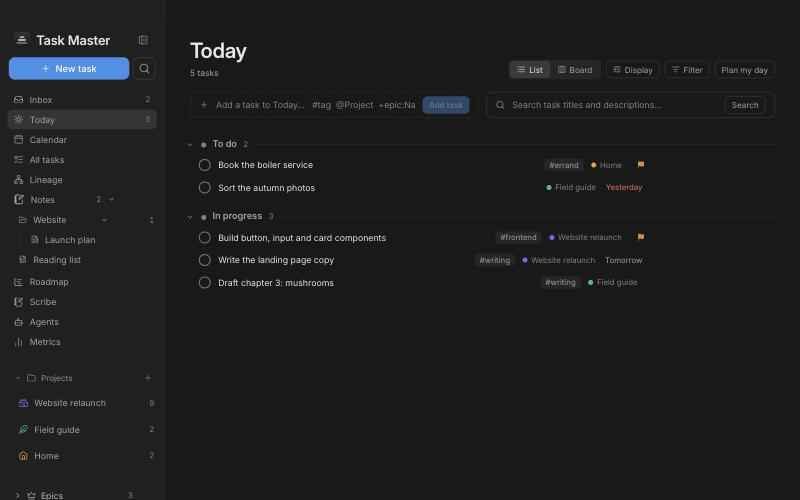 Task Master
+ New task
Inbox 2
Today 5
Calendar
All tasks
Lineage
Notes 2
Website 1
Launch plan
Reading list
Roadmap
Scribe
Agents
Metrics
Projects +
Website relaunch 9
Field guide 2
Home 2
Epics 3
Today
5 tasks
List Board Display Filter Plan my day
+ Add a task to Today... #tag @Project +epic:Na Add task
Search task titles and descriptions... Search
To do 2
Book the boiler service #errand Home
Sort the autumn photos Field guide Yesterday
In progress 3
Build button, input and card components #frontend Website relaunch
Write the landing page copy #writing Website relaunch Tomorrow
Draft chapter 3: mushrooms #writing Field guide